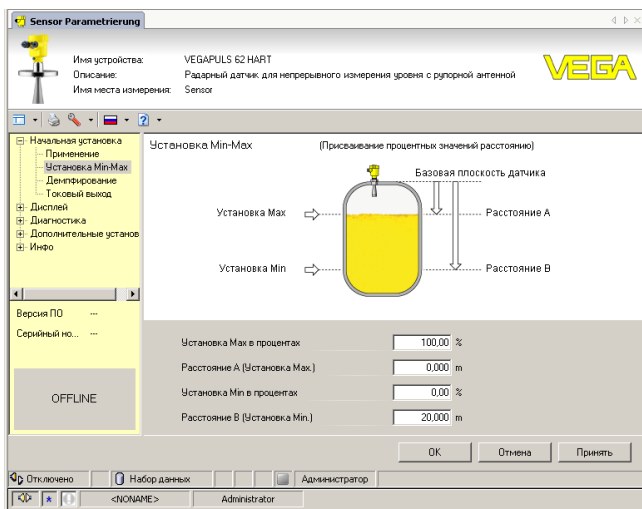 Sensor Parametrierung
Имя устройства: VEGAPULS 62 HART
Описание: Радарный датчик для непрерывного измерения уровня с рупорной антенной
Имя места измерения: Sensor
VEGA
Начальная установка
Применение
Установка Min-Max
Демпфирование
Токовый выход
Дисплей
Диагностика
Дополнительные установ
Инфо
Версия ПО ---
Серийный но... ---
OFFLINE
Установка Min-Max (Присваивание процентных значений расстоянию)
Базовая плоскость датчика
Установка Max Расстояние A
Установка Min Расстояние B
Установка Max в процентах 100,00 %
Расстояние A (Установка Max.) 0,000 m
Установка Min в процентах 0,00 %
Расстояние B (Установка Min.) 20,000 m
OK Отмена Принять
Отключено Набор данных Администратор
<NONAME> Administrator